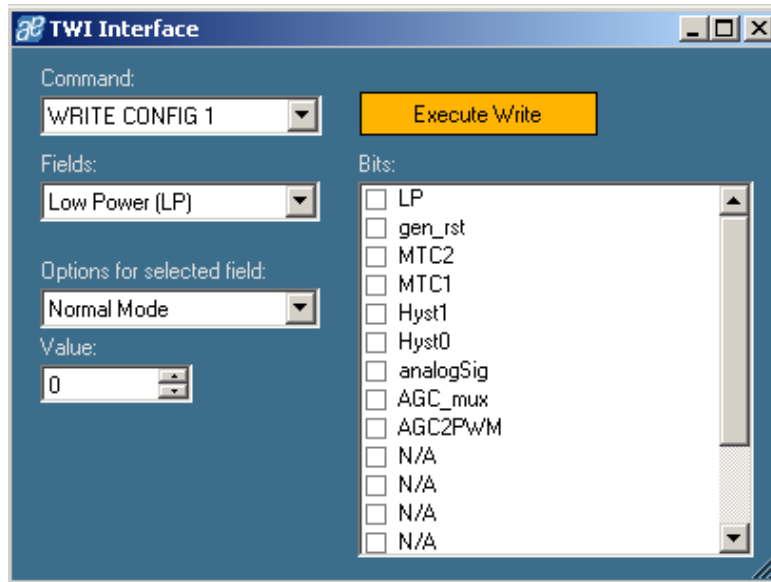 TWI Interface
Command:
WRITE CONFIG 1
Execute Write
Fields:
Low Power (LP)
Options for selected field:
Normal Mode
Value:
0
Bits:
LP
gen_rst
MTC2
MTC1
Hyst1
Hyst0
analogSig
AGC_mux
AGC2PWM
N/A
N/A
N/A
N/A